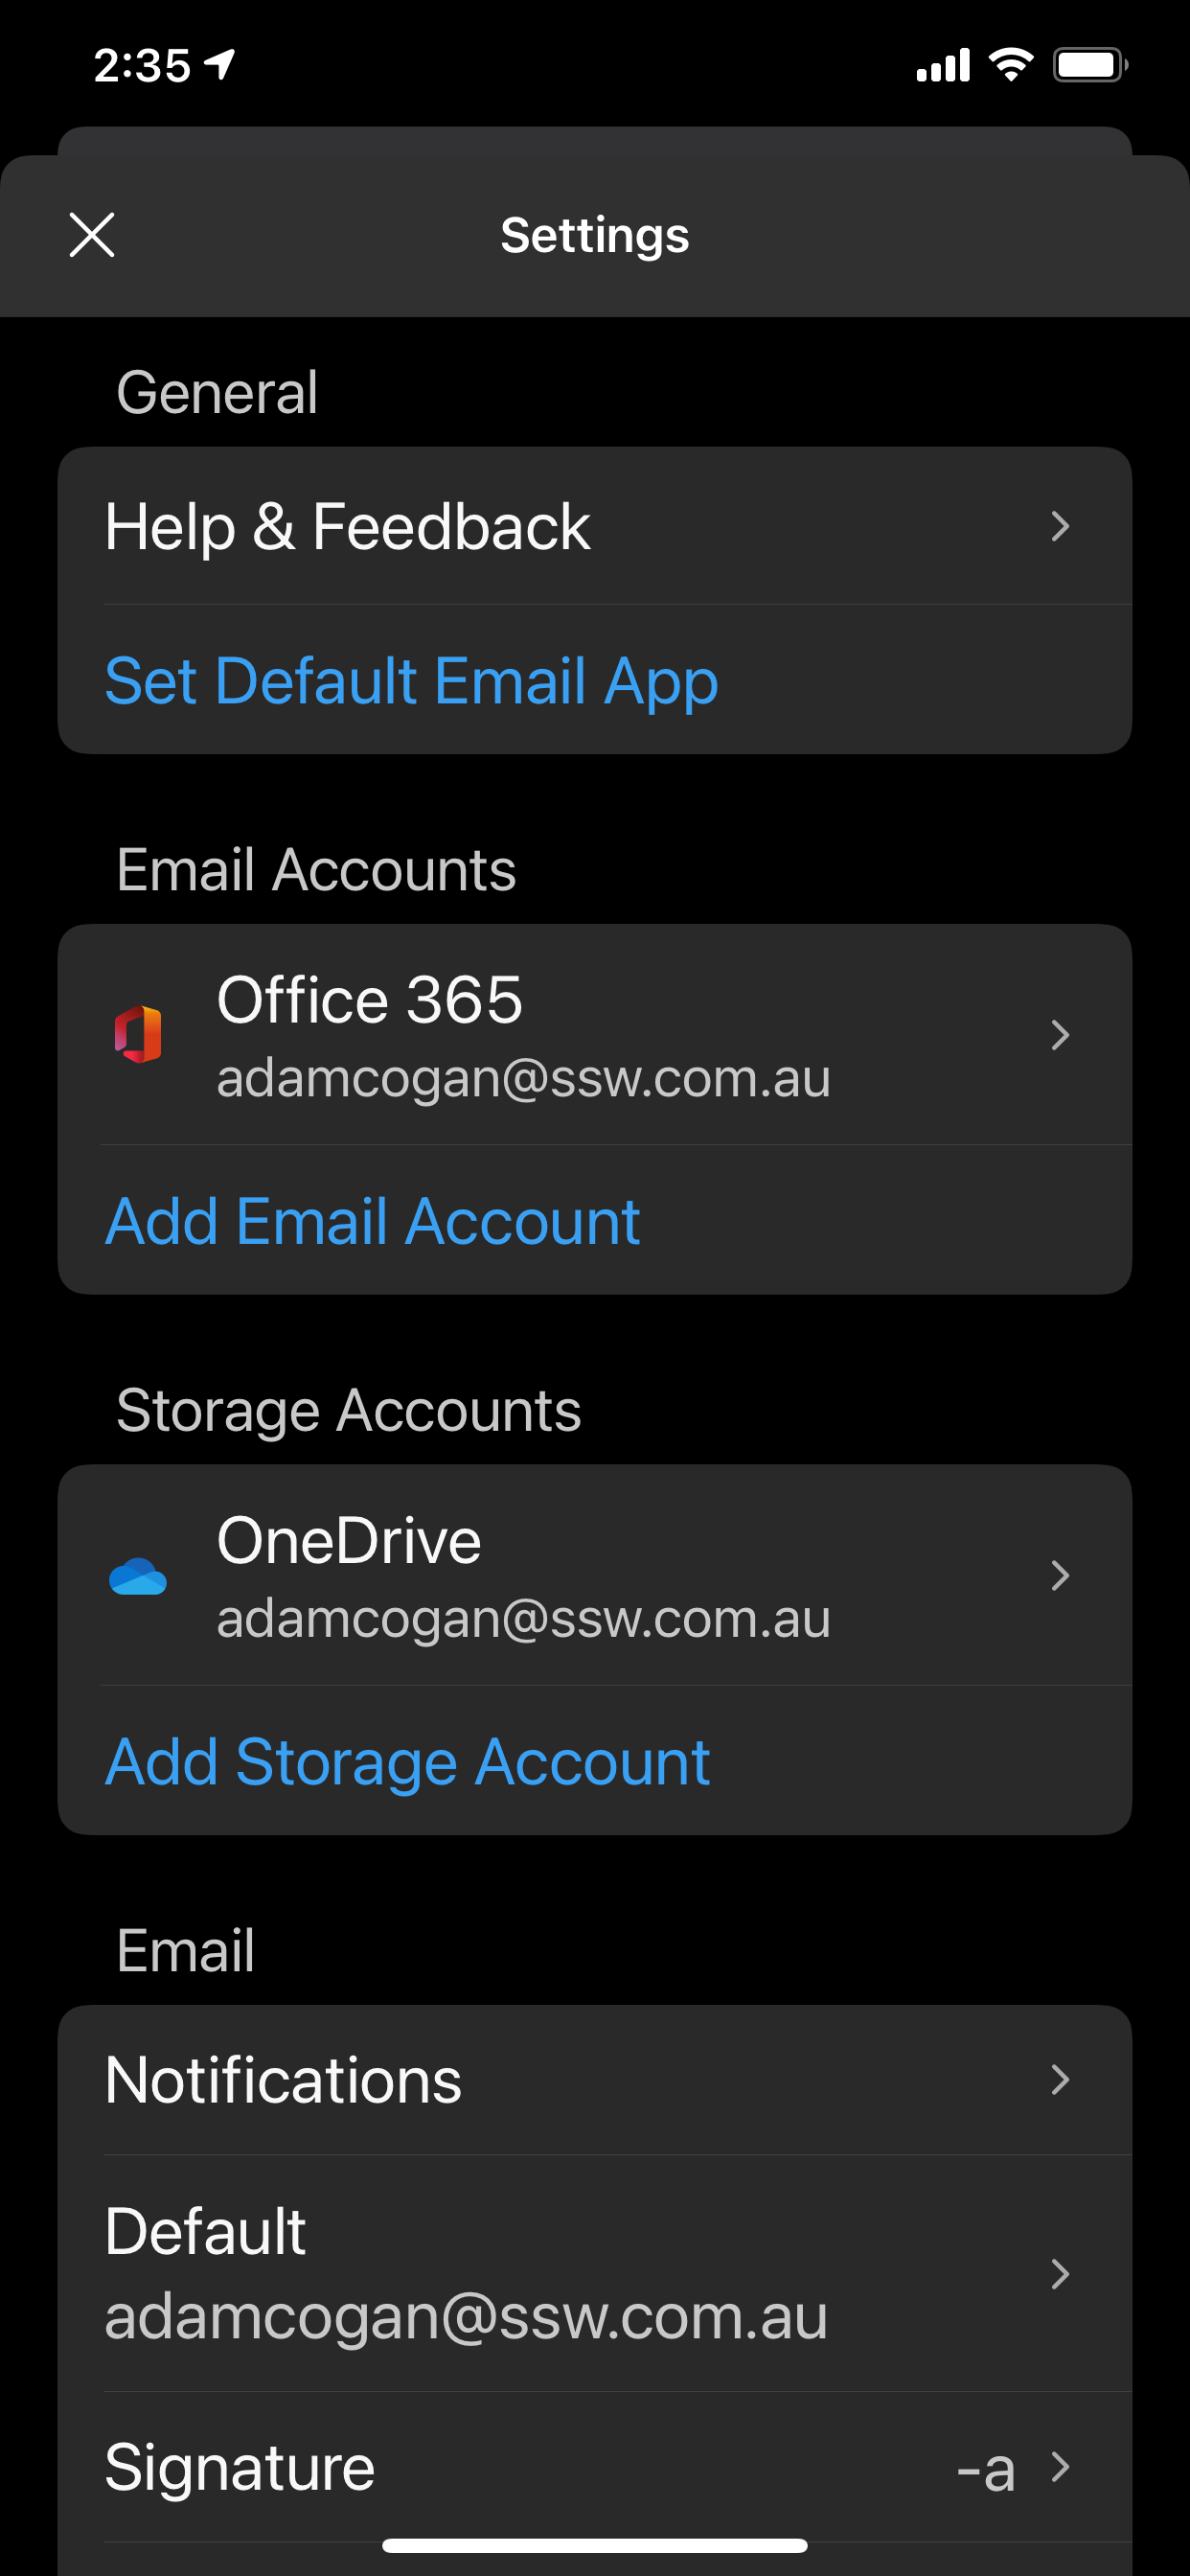 2:35
Settings
General
Help & Feedback
Set Default Email App
Email Accounts
Office 365
adamcogan@ssw.com.au
Add Email Account
Storage Accounts
OneDrive
adamcogan@ssw.com.au
Add Storage Account
Email
Notifications
Default
adamcogan@ssw.com.au
Signature -a